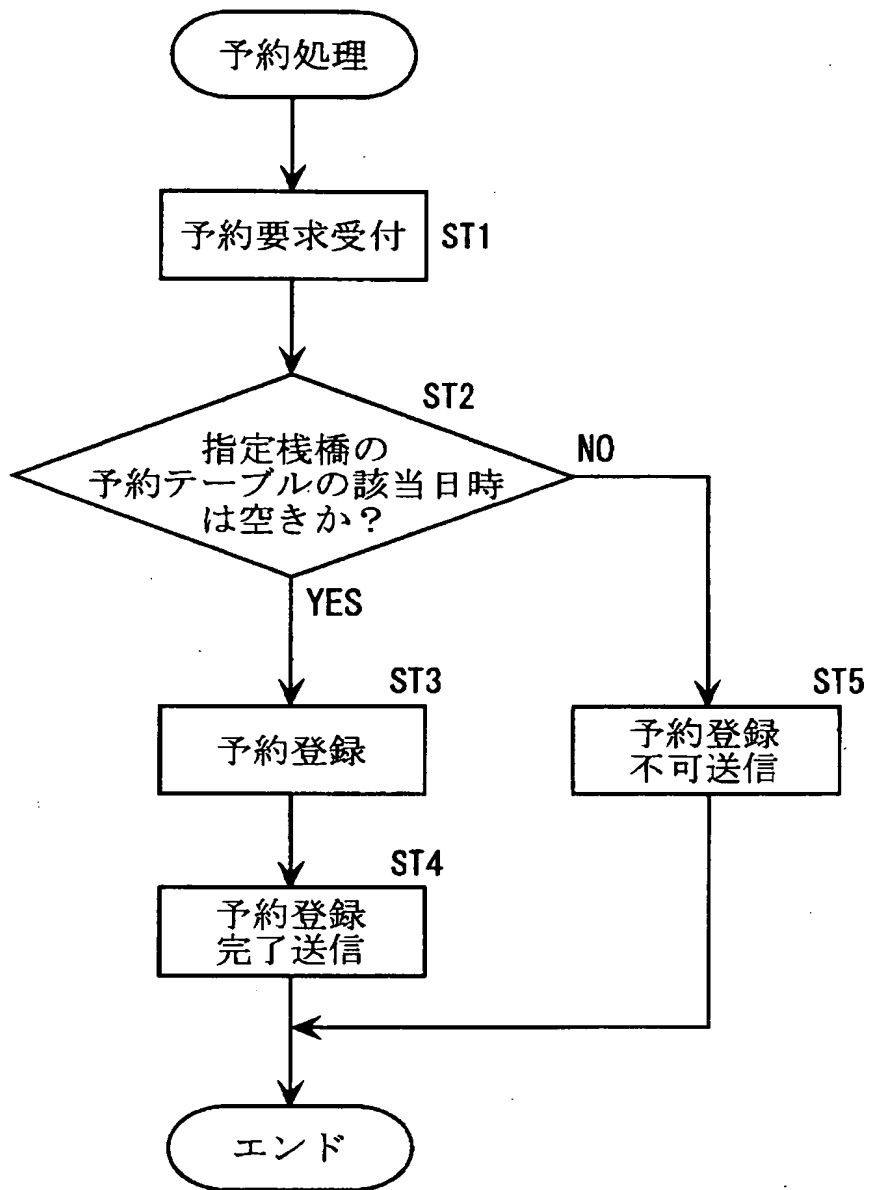 予約処理
予約要求受付
ST1
ST2
指定桟橋の
予約テーブルの該当日時
は空きか？
NO
YES
ST3
予約登録
ST5
予約登録
不可送信
ST4
予約登録
完了送信
エンド